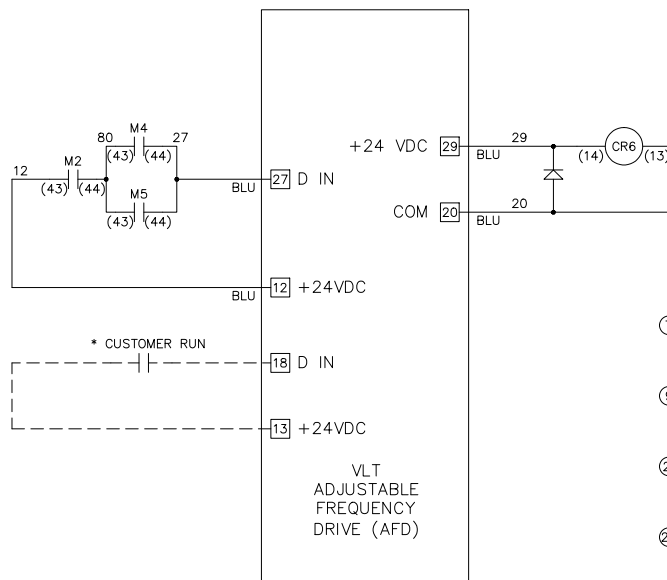 80 M4 27
(43) (44)
12 M2
(43) (44)
M5
(43) (44)
BLU
27 D IN
+24 VDC 29
BLU 29
(14) CR6 (13)
COM 20
BLU 20
BLU
12 +24VDC
* CUSTOMER RUN
18 D IN
13 +24VDC
VLT
ADJUSTABLE
FREQUENCY
DRIVE (AFD)